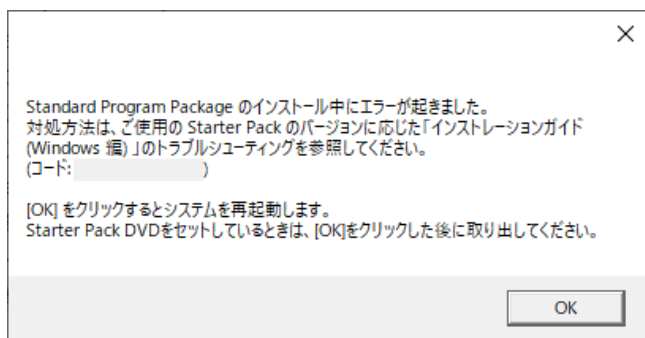 Standard Program Package のインストール中にエラーが起きました。
対処方法は、ご使用の Starter Pack のバージョンに応じた「インストレーションガイド
(Windows 編) 」のトラブルシューティングを参照してください。
(コード: )
[OK] をクリックするとシステムを再起動します。
Starter Pack DVDをセットしているときは、[OK]をクリックした後に取り出してください。
OK